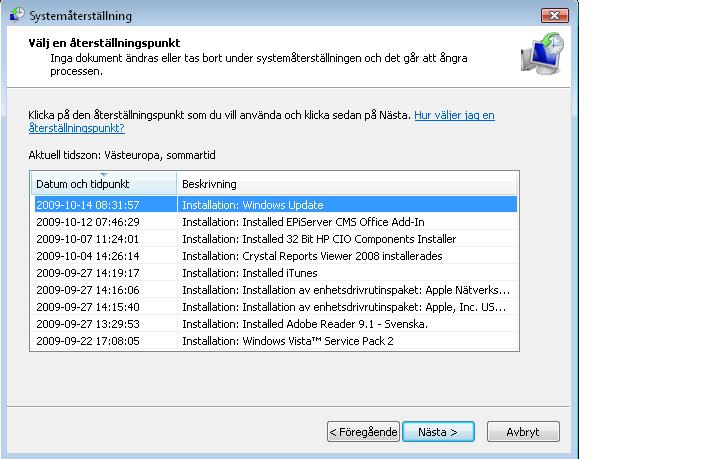 Systemåterställning
Välj en återställningspunkt
Inga dokument ändras eller tas bort under systemåterställningen och det går att ångra
processen.
Klicka på den återställningspunkt som du vill använda och klicka sedan på Nästa. Hur väljer jag en
återställningspunkt?
Aktuell tidszon: Västeuropa, sommartid
Datum och tidpunkt Beskrivning
2009-10-14 08:31:57 Installation: Windows Update
2009-10-12 07:46:29 Installation: Installed EPiServer CMS Office Add-In
2009-10-07 11:24:01 Installation: Installed 32 Bit HP CIO Components Installer
2009-10-04 14:26:14 Installation: Crystal Reports Viewer 2008 installerades
2009-09-27 14:19:17 Installation: Installed iTunes
2009-09-27 14:16:06 Installation: Installation av enhetsdrivrutinspaket: Apple Nätverks...
2009-09-27 14:15:40 Installation: Installation av enhetsdrivrutinspaket: Apple, Inc. US...
2009-09-27 13:29:53 Installation: Installed Adobe Reader 9.1 - Svenska.
2009-09-22 17:08:05 Installation: Windows Vista™ Service Pack 2
< Föregående Nästa > Avbryt